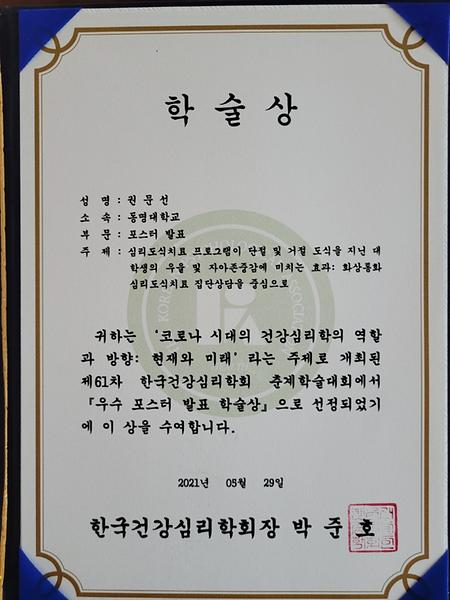 학술상
성 명 : 권 문 선
소 속 : 동명대학교
부 문 : 포스터 발표
주 제 : 심리도식치료 프로그램이 단절 및 거절 도식을 지닌 대
학생의 우울 및 자아존중감에 미치는 효과: 화상통화
심리도식치료 집단상담을 중심으로
귀하는 '코로나 시대의 건강심리학의 역할
과 방향: 현재와 미래' 라는 주제로 개최된
제61차 한국건강심리학회 춘계학술대회에서
『우수 포스터 발표 학술상』으로 선정되었기
에 이 상을 수여합니다.
2021년 05월 29일
한국건강심리학회장 박 준 호